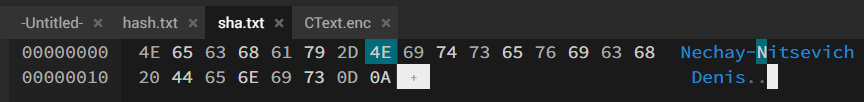 -Untitled- × hash.txt × sha.txt × CText.enc ×
00000000 4E 65 63 68 61 79 2D 4E 69 74 73 65 76 69 63 68 Nechay-Nitsevich
00000010 20 44 65 6E 69 73 0D 0A + Denis..